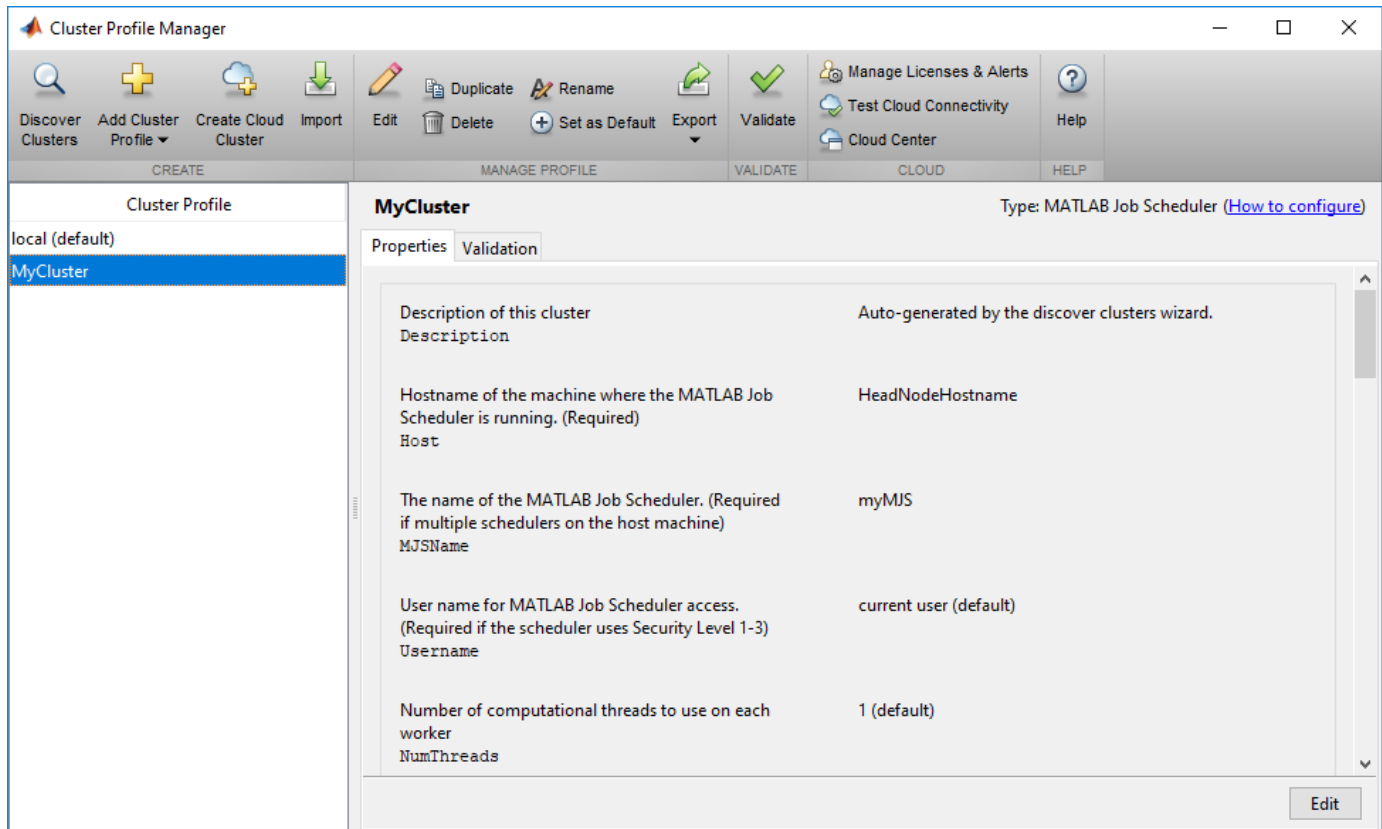 Cluster Profile Manager
Discover Clusters
Add Cluster Profile
Create Cloud Cluster
Import
CREATE
Edit
Duplicate
Delete
Rename
Set as Default
Export
MANAGE PROFILE
Validate
VALIDATE
Manage Licenses & Alerts
Test Cloud Connectivity
Cloud Center
CLOUD
Help
HELP
Cluster Profile
local (default)
MyCluster
MyCluster
Type: MATLAB Job Scheduler (How to configure)
Properties
Validation
Description of this cluster
Description
Auto-generated by the discover clusters wizard.
Hostname of the machine where the MATLAB Job
Scheduler is running. (Required)
Host
HeadNodeHostname
The name of the MATLAB Job Scheduler. (Required
if multiple schedulers on the host machine)
MJSName
myMJS
User name for MATLAB Job Scheduler access.
(Required if the scheduler uses Security Level 1-3)
Username
current user (default)
Number of computational threads to use on each
worker
NumThreads
1 (default)
Edit